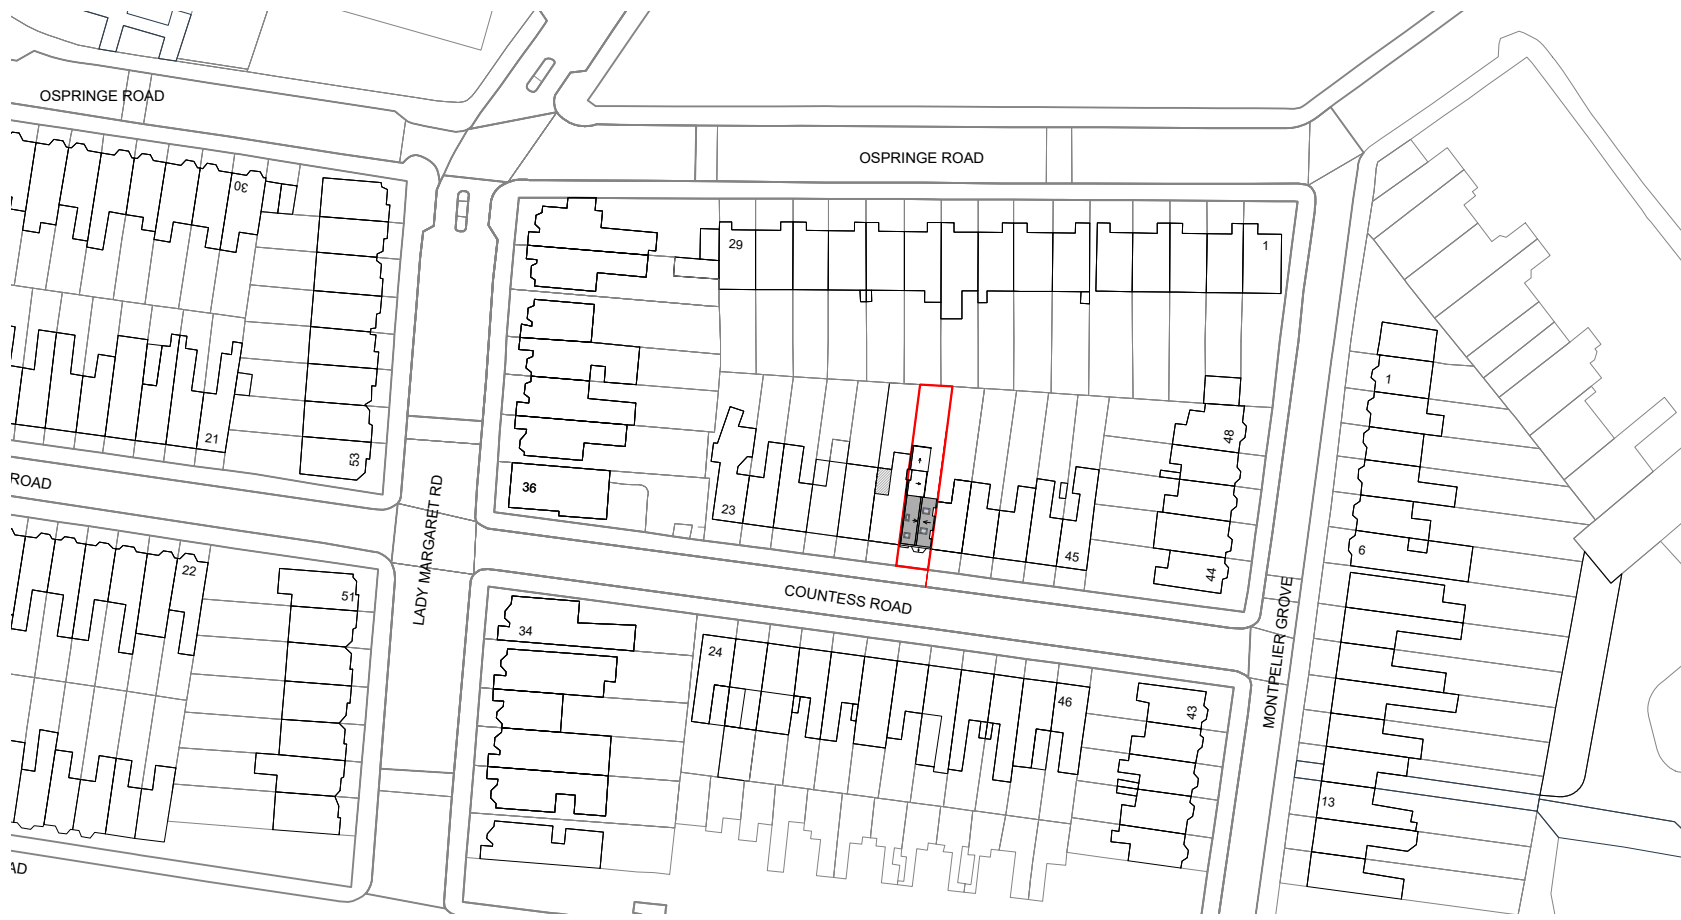 OSPRINGE ROAD
OSPRINGE ROAD
30
29
1
1
21
53
36
48
23
45
6
44
ROAD
LADY MARGARET RD
22
51
COUNTESS ROAD
MONTPELIER GROVE
34
24
46
43
13
AD